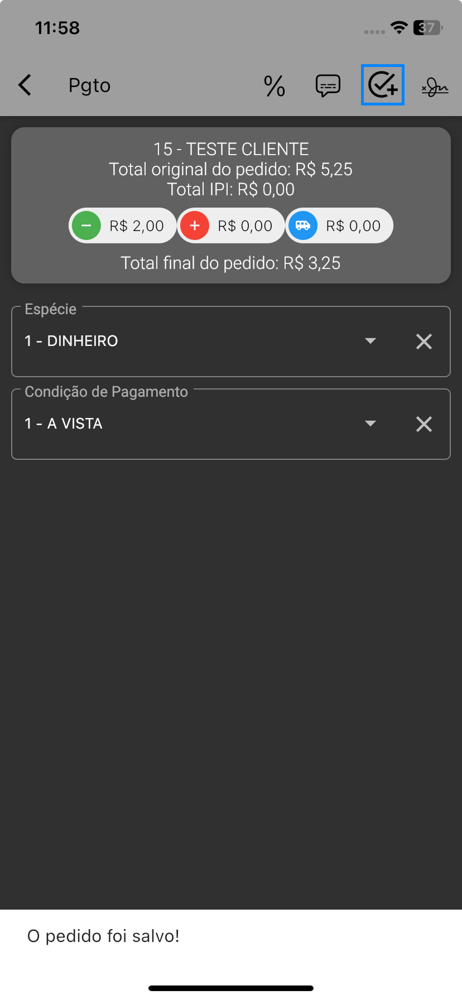 11:58
37
Pgto
%
15 - TESTE CLIENTE
Total original do pedido: R$ 5,25
Total IPI: R$ 0,00
R$ 2,00
R$ 0,00
R$ 0,00
Total final do pedido: R$ 3,25
Espécie
1 - DINHEIRO
Condição de Pagamento
1 - A VISTA
O pedido foi salvo!